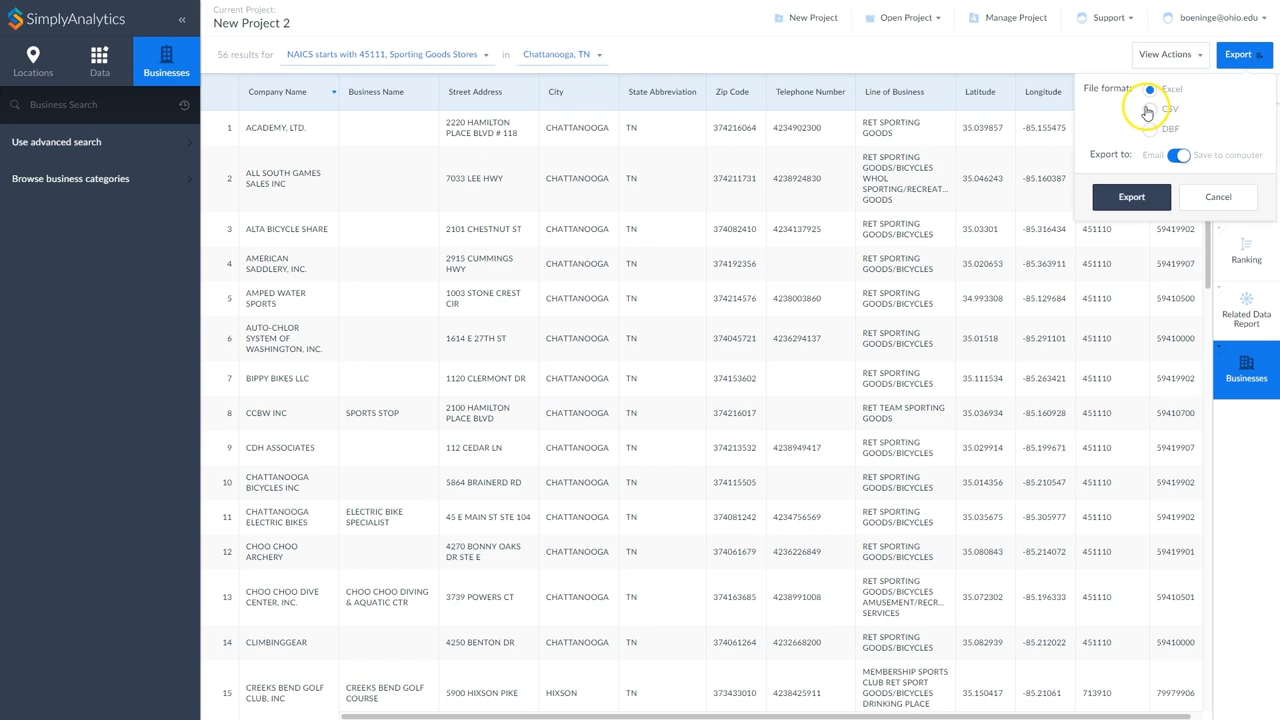 SimplyAnalytics «
Current Project:
New Project 2
New Project
Open Project
Manage Project
Support
boeninge@ohio.edu
Locations
Data
Businesses
Business Search
Use advanced search
Browse business categories
56 results for NAICS starts with 45111, Sporting Goods Stores in Chattanooga, TN
View Actions
Export
File format: Excel
CSV
DBF
Export to: Email Save to computer
Export Cancel
Company Name Business Name Street Address City State Abbreviation Zip Code Telephone Number Line of Business Latitude Longitude
1 ACADEMY, LTD. 2220 HAMILTON CHATTANOOGA TN 374216064 4234902300 RET SPORTING 35.039857 -85.155475
PLACE BLVD # 118 GOODS
2 ALL SOUTH GAMES 7033 LEE HWY CHATTANOOGA TN 374211731 4238924830 RET SPORTING 35.046243 -85.160387
SALES INC GOODS/BICYCLES
WHOL
SPORTING/RECREAT...
GOODS
3 ALTA BICYCLE SHARE 2101 CHESTNUT ST CHATTANOOGA TN 374082410 4234137925 RET SPORTING 35.03301 -85.316434 451110 59419902
GOODS/BICYCLES
4 AMERICAN 2915 CUMMINGS CHATTANOOGA TN 374192356 RET SPORTING 35.020653 -85.363911 451110 59419907
SADDLERY, INC. HWY GOODS/BICYCLES
5 AMPED WATER 1003 STONE CREST CHATTANOOGA TN 374214576 4238003860 RET SPORTING 34.993308 -85.129684 451110 59410500
SPORTS CIR GOODS/BICYCLES
6 AUTO-CHLOR 1614 E 27TH ST CHATTANOOGA TN 374045721 4236294137 RET SPORTING 35.01518 -85.291101 451110 59410000
SYSTEM OF GOODS/BICYCLES
WASHINGTON, INC.
7 BIPPY BIKES LLC 1120 CLERMONT DR CHATTANOOGA TN 374153602 RET SPORTING 35.111534 -85.263421 451110 59419902
GOODS/BICYCLES
8 CCBW INC SPORTS STOP 2100 HAMILTON CHATTANOOGA TN 374216017 RET TEAM SPORTING 35.036934 -85.160928 451110 59410700
PLACE BLVD GOODS
9 CDH ASSOCIATES 112 CEDAR LN CHATTANOOGA TN 374213532 4238949417 RET SPORTING 35.029914 -85.199671 451110 59419907
GOODS/BICYCLES
10 CHATTANOOGA 5864 BRAINERD RD CHATTANOOGA TN 374115505 RET SPORTING 35.014356 -85.210547 451110 59419902
BICYCLES INC GOODS/BICYCLES
11 CHATTANOOGA ELECTRIC BIKE 45 E MAIN ST STE 104 CHATTANOOGA TN 374081242 4234756569 RET SPORTING 35.035675 -85.305977 451110 59419902
ELECTRIC BIKES SPECIALIST GOODS/BICYCLES
12 CHOO CHOO 4270 BONNY OAKS CHATTANOOGA TN 374061679 4236226849 RET SPORTING 35.080843 -85.214072 451110 59419901
ARCHERY DR STE E GOODS/BICYCLES
13 CHOO CHOO DIVE CHOO CHOO DIVING 3739 POWERS CT CHATTANOOGA TN 374163685 4238991008 RET SPORTING 35.072302 -85.196333 451110 59410501
CENTER, INC. & AQUATIC CTR GOODS/BICYCLES
AMUSEMENT/RECR...
SERVICES
14 CLIMBINGGEAR 4250 BENTON DR CHATTANOOGA TN 374061264 4232668200 RET SPORTING 35.082939 -85.212022 451110 59410000
GOODS/BICYCLES
15 CREEKS BEND GOLF CREEKS BEND GOLF 5900 HIXSON PIKE HIXSON TN 373433010 4238425911 MEMBERSHIP SPORTS 35.150417 -85.21061 713910 79979906
CLUB, INC COURSE CLUB RET SPORT
GOODS/BICYCLES
DRINKING PLACE
Ranking
Related Data
Report
Businesses